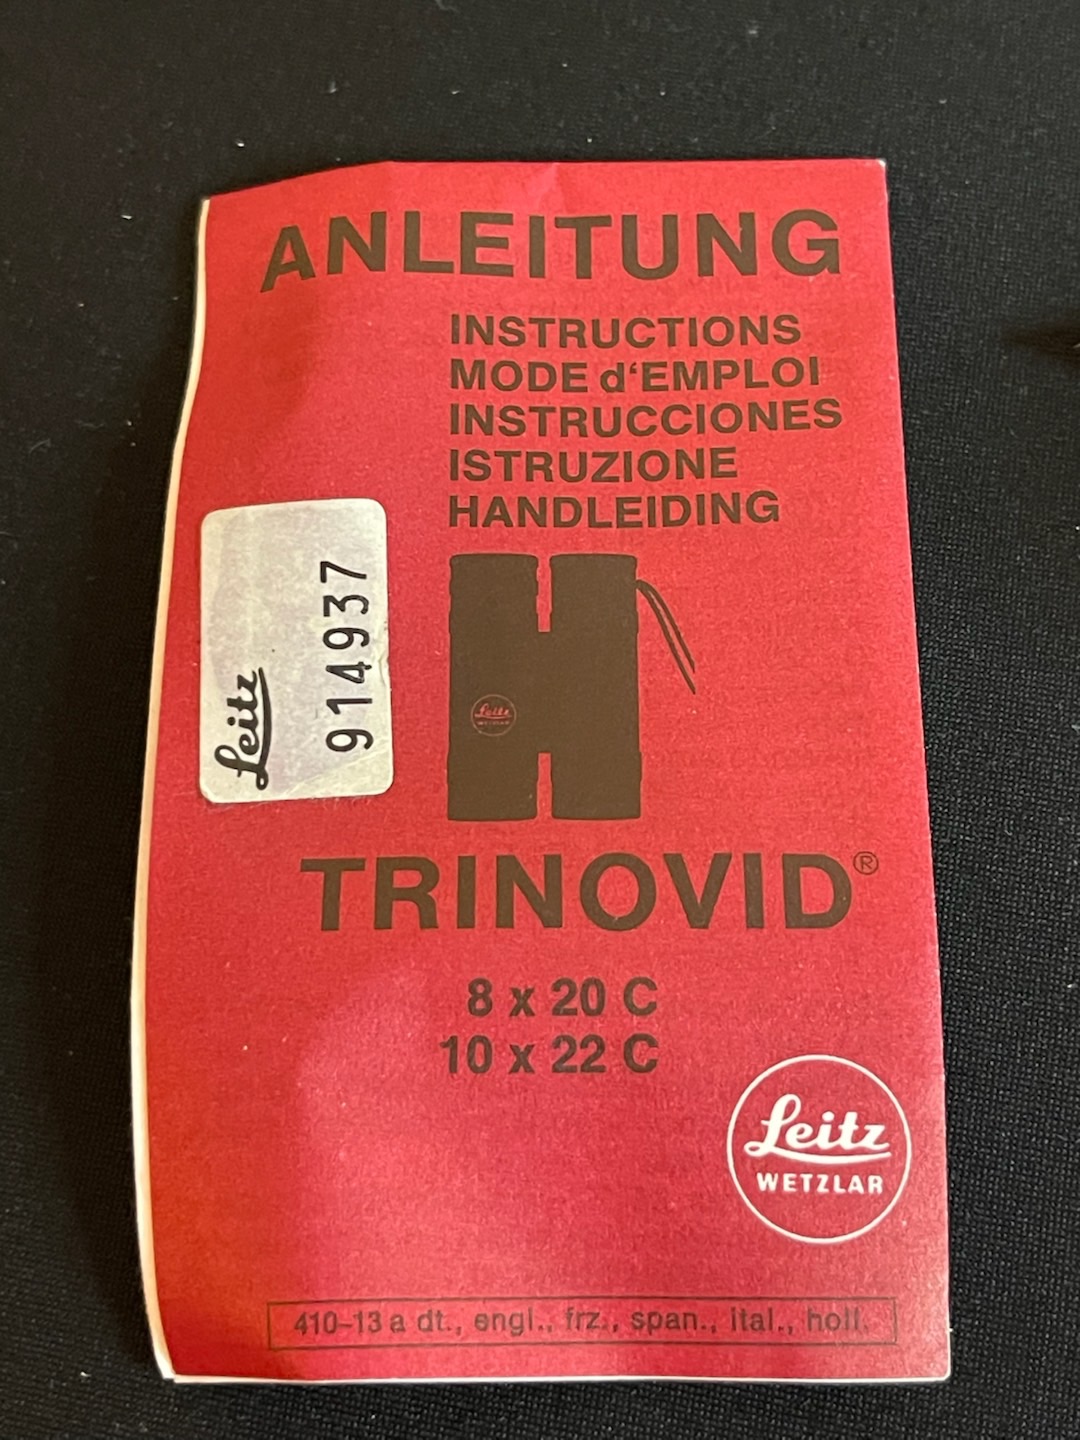 ANLEITUNG
INSTRUCTIONS
MODE d‘EMPLOI
INSTRUCCIONES
ISTRUZIONE
HANDLEIDING
Leitz
914937
Leitz
WETZLAR
TRINOVID®
8 x 20 C
10 x 22 C
Leitz
WETZLAR
410–13 a dt., engl., frz., span., ital., holl.